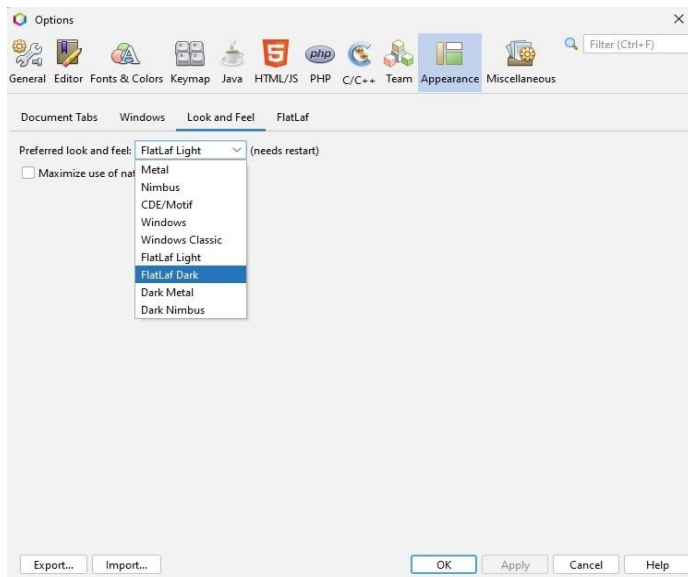 Options
Filter (Ctrl+F)
General Editor Fonts & Colors Keymap Java HTML/JS PHP C/C++ Team Appearance Miscellaneous
Document Tabs Windows Look and Feel FlatLaf
Preferred look and feel: FlatLaf Light (needs restart)
Maximize use of nat
Metal
Nimbus
CDE/Motif
Windows
Windows Classic
FlatLaf Light
FlatLaf Dark
Dark Metal
Dark Nimbus
Export... Import... OK Apply Cancel Help